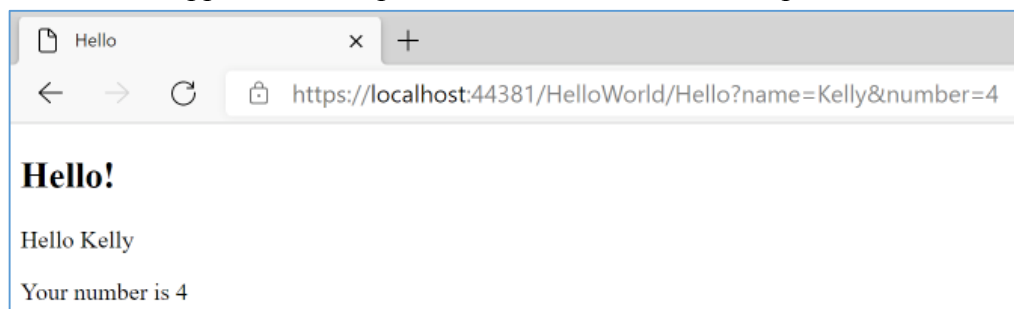 Hello
https://localhost:44381/HelloWorld/Hello?name=Kelly&number=4
Hello!
Hello Kelly
Your number is 4